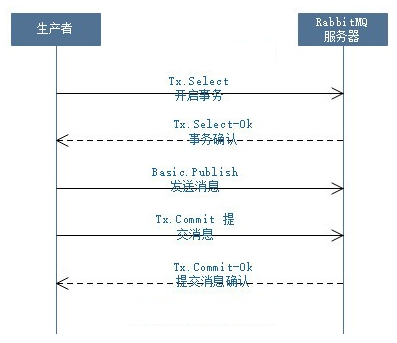 生产者
RabbitMQ
服务器
Tx.Select
开启事务
Tx.Select-Ok
事务确认
Basic.Publish
发送消息
Tx.Commit 提
交消息
Tx.Commit-Ok
提交消息确认